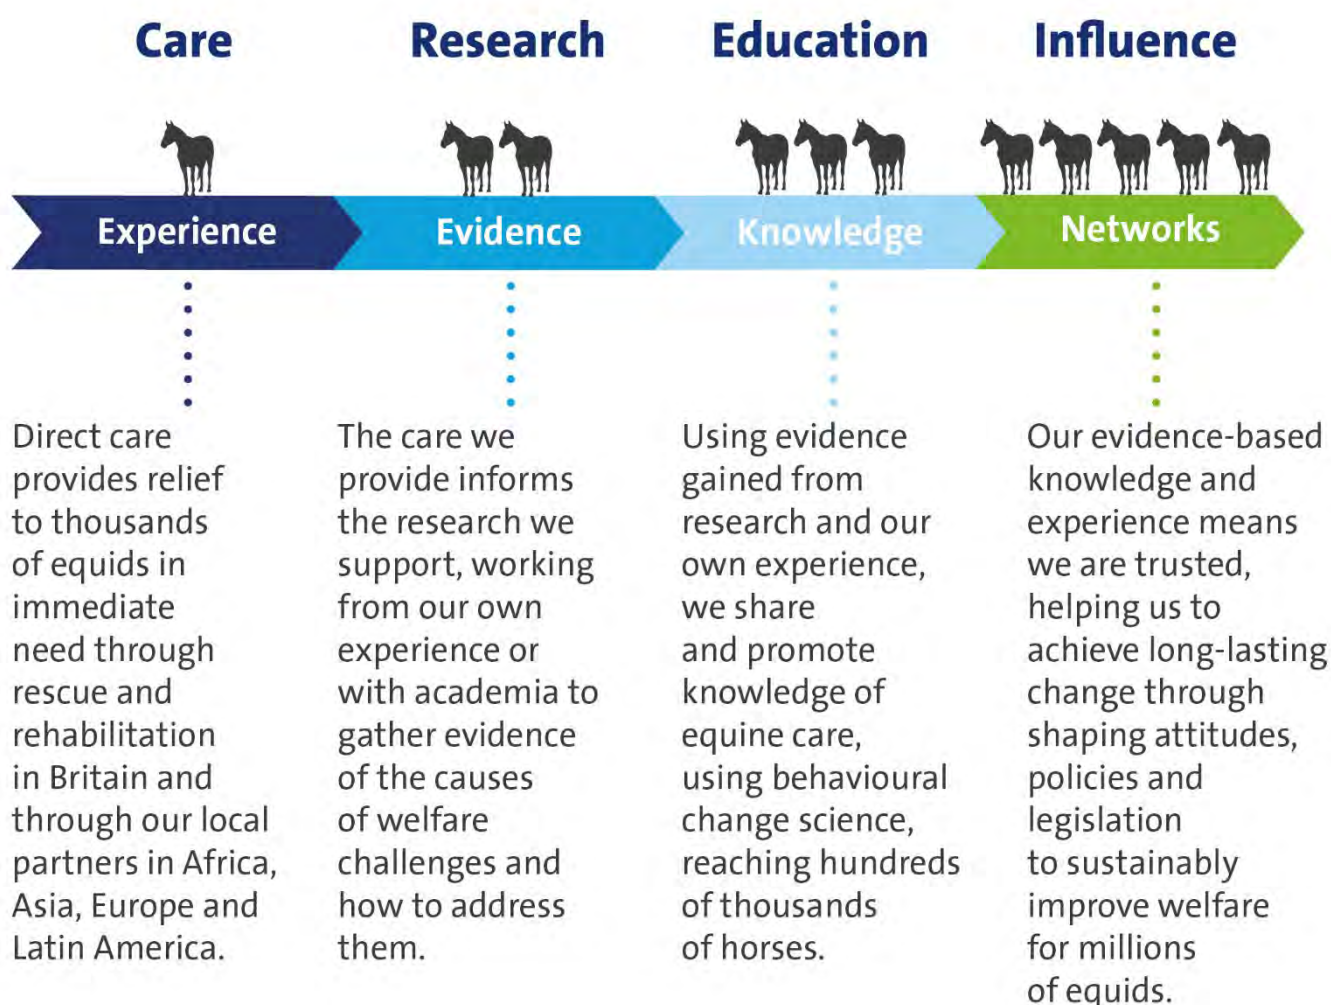 Care
Research
Education
Influence
Experience
Evidence
Knowledge
Networks
Direct care
provides relief
to thousands
of equids in
immediate
need through
rescue and
rehabilitation
in Britain and
through our local
partners in Africa,
Asia, Europe and
Latin America.
The care we
provide informs
the research we
support, working
from our own
experience or
with academia to
gather evidence
of the causes
of welfare
challenges and
how to address
them.
Using evidence
gained from
research and our
own experience,
we share
and promote
knowledge of
equine care,
using behavioural
change science,
reaching hundreds
of thousands
of horses.
Our evidence-based
knowledge and
experience means
we are trusted,
helping us to
achieve long-lasting
change through
shaping attitudes,
policies and
legislation
to sustainably
improve welfare
for millions
of equids.